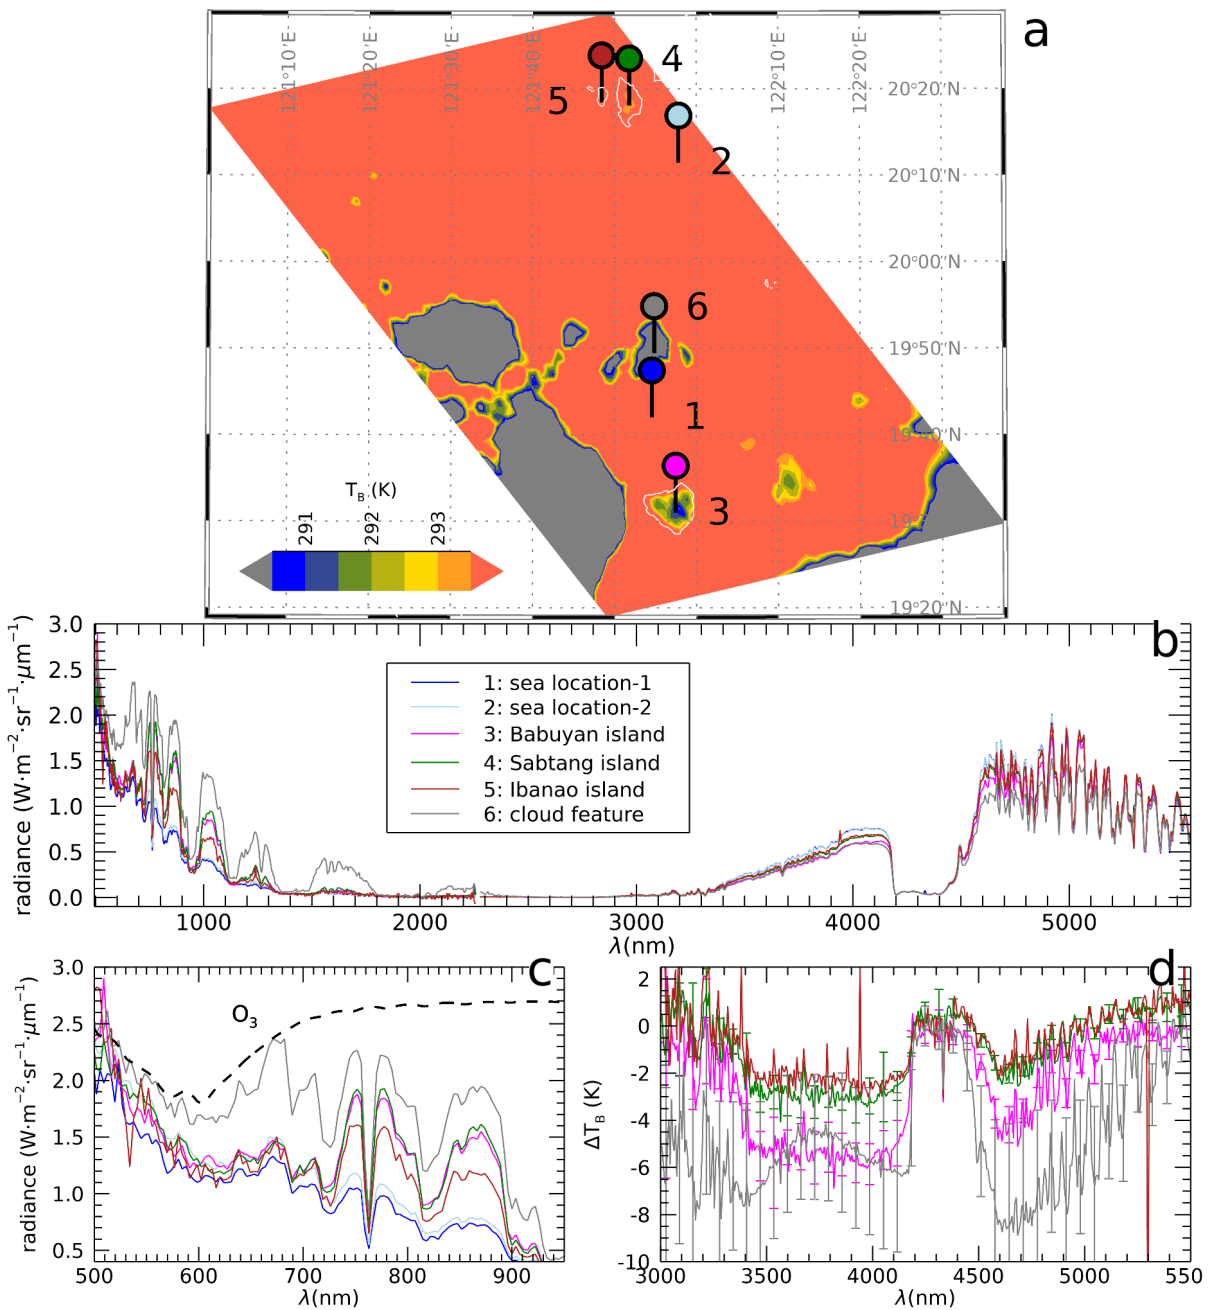 a
121°10′E
121°20′E
121°30′E
121°40′E
122°10′E
122°20′E
4
5
20°20′N
2
20°10′N
20°00′N
6
19°50′N
1
19°40′N
3
19°20′N
T_B (K)
291
292
293
b
radiance (W·m⁻²·sr⁻¹·μm⁻¹)
3.0
2.5
2.0
1.5
1.0
0.5
0.0
1: sea location-1
2: sea location-2
3: Babuyan island
4: Sabtang island
5: Ibanao island
6: cloud feature
1000
2000
3000
4000
5000
λ(nm)
c
radiance (W·m⁻²·sr⁻¹·μm⁻¹)
3.0
2.5
2.0
1.5
1.0
0.5
O₃
500
600
700
800
900
λ(nm)
d
ΔT_B (K)
2
0
-2
-4
-6
-8
-10
3000
3500
4000
4500
5000
550
λ(nm)